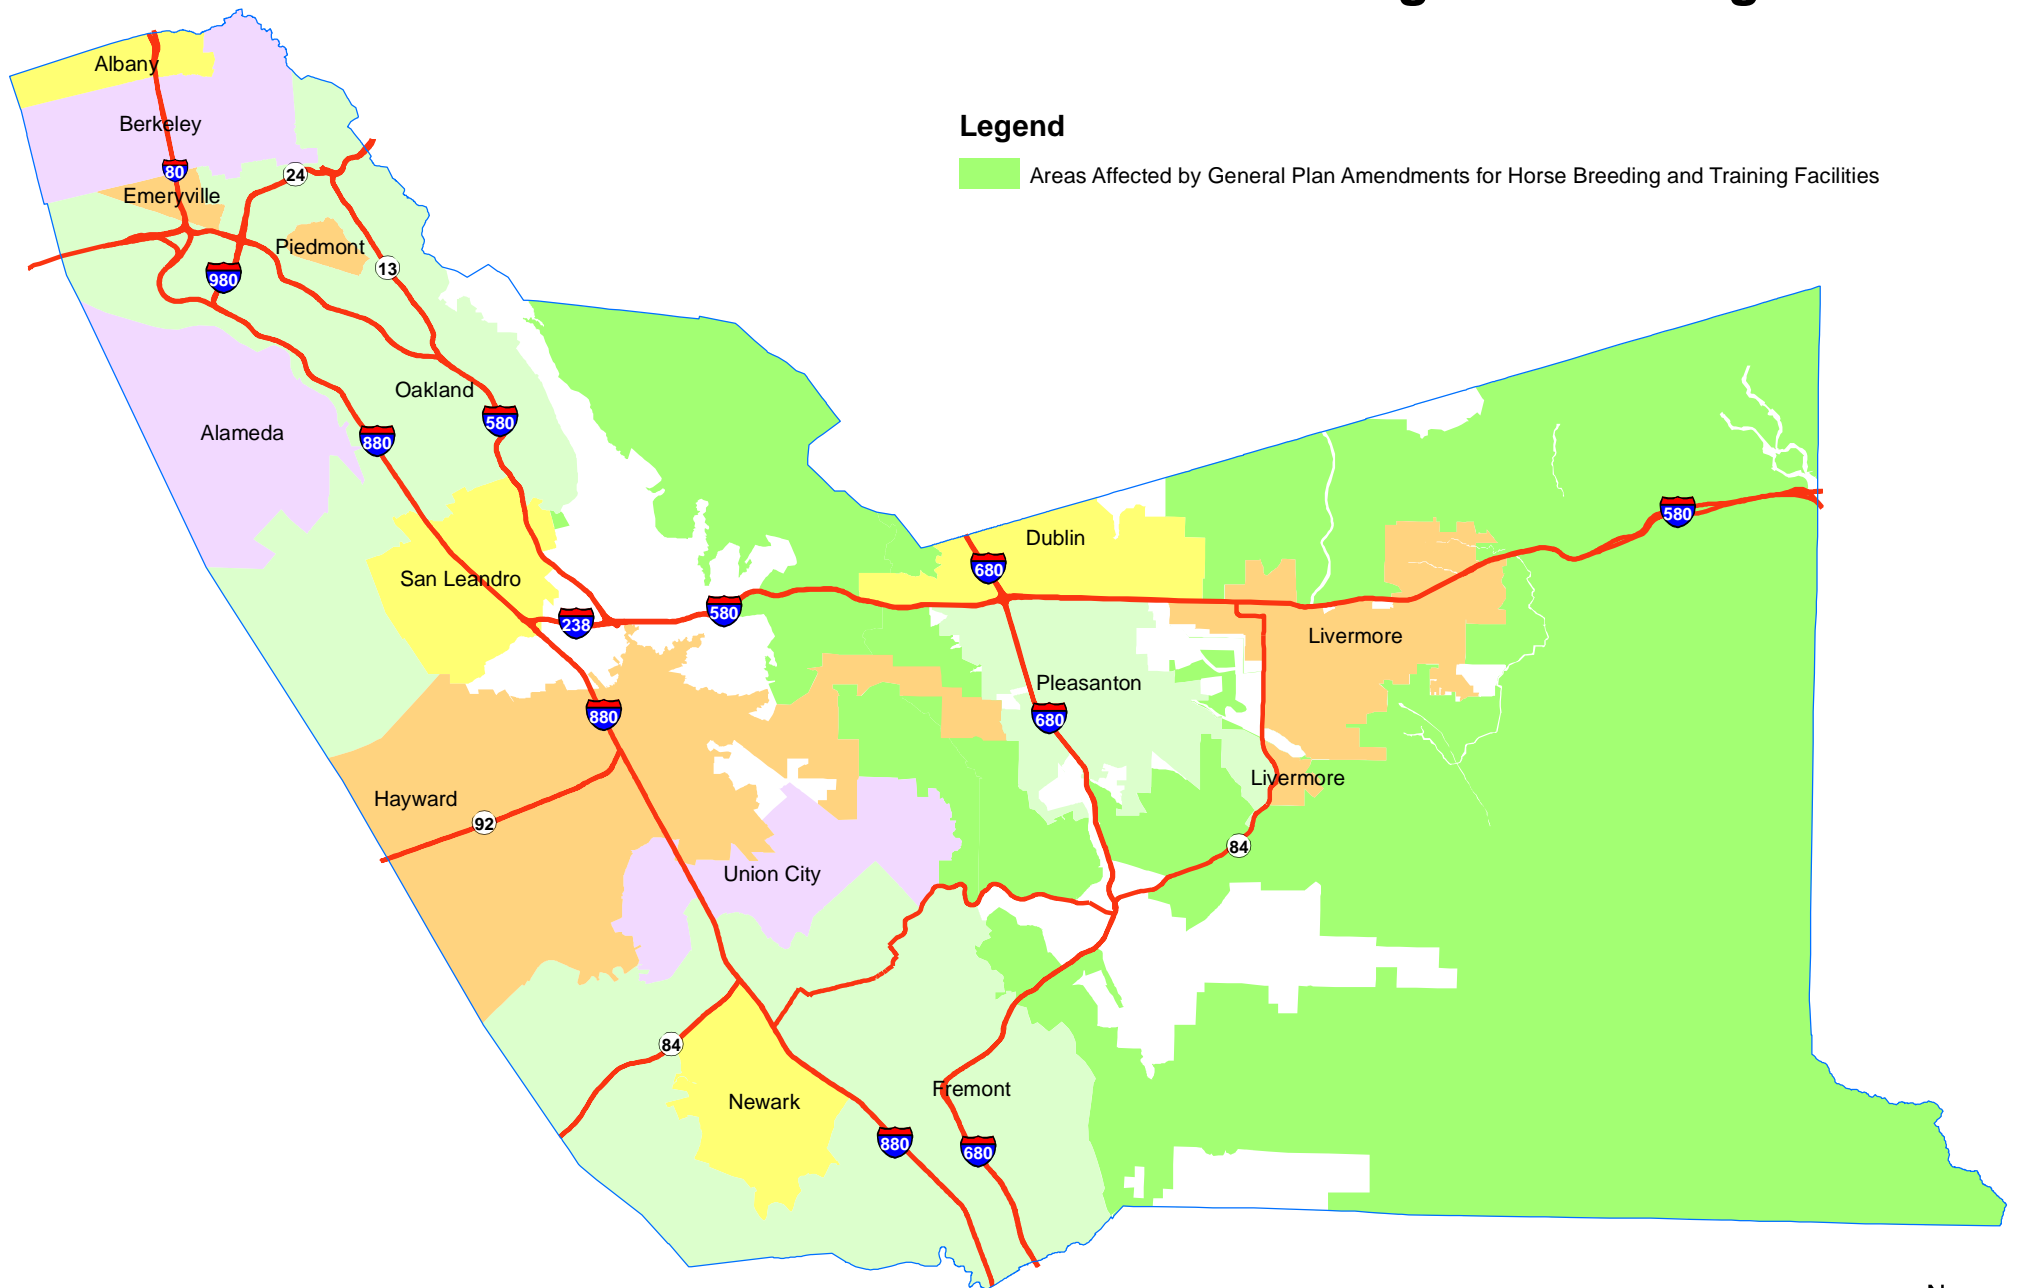 Legend
Areas Affected by General Plan Amendments for Horse Breeding and Training Facilities
Albany
Berkeley
80
24
Emeryville
Piedmont
13
980
Oakland
580
Alameda
880
Dublin
680
580
San Leandro
238
580
Livermore
Pleasanton
880
680
Livermore
Hayward
92
84
Union City
84
Newark
Fremont
880
680